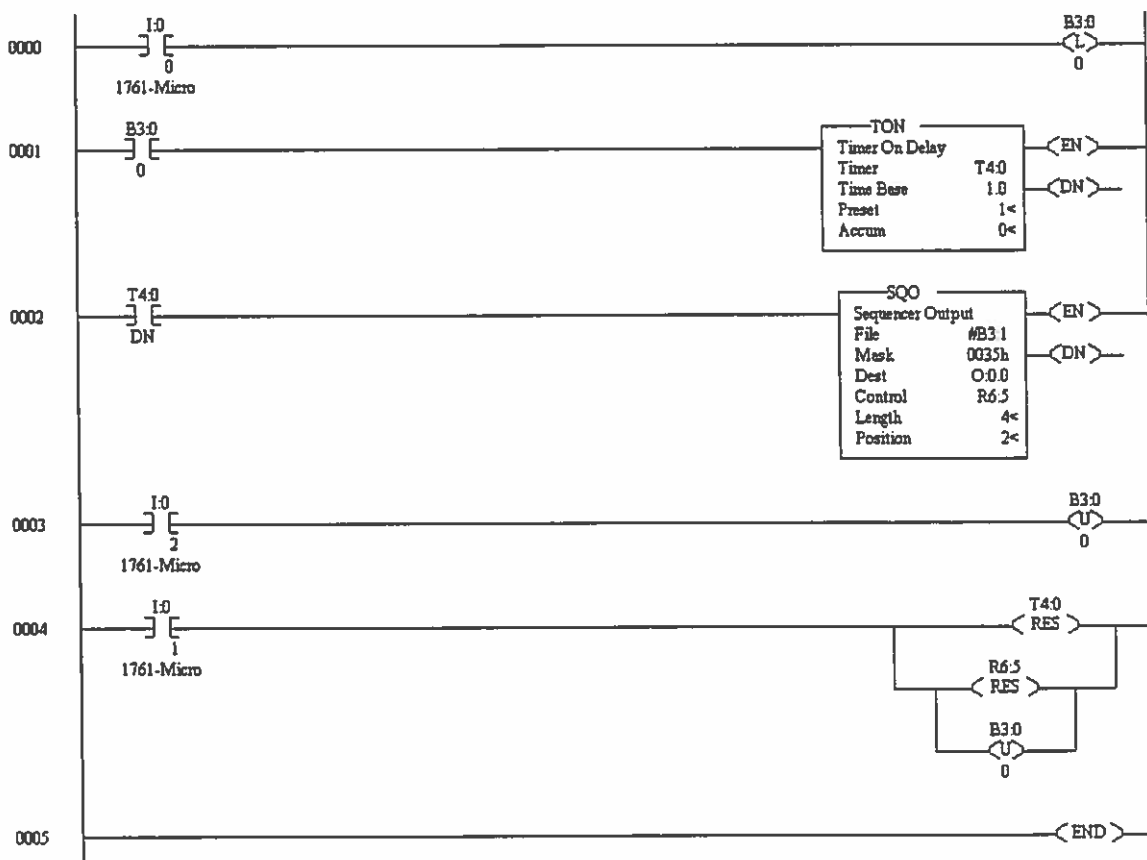 I:0
B3:0
0000
L
0
0
1761-Micro
B3:0
0001
0
TON
Timer On Delay
Timer T4:0
Time Base 1.0
Preset 1<
Accum 0<
EN
DN
T4:0
0002
DN
SQO
Sequencer Output
File #B3:1
Mask 0035h
Dest O:0.0
Control R6:5
Length 4<
Position 2<
EN
DN
I:0
B3:0
0003
U
2
0
1761-Micro
I:0
T4:0
0004
RES
1
1761-Micro
R6:5
RES
B3:0
U
0
0005
END